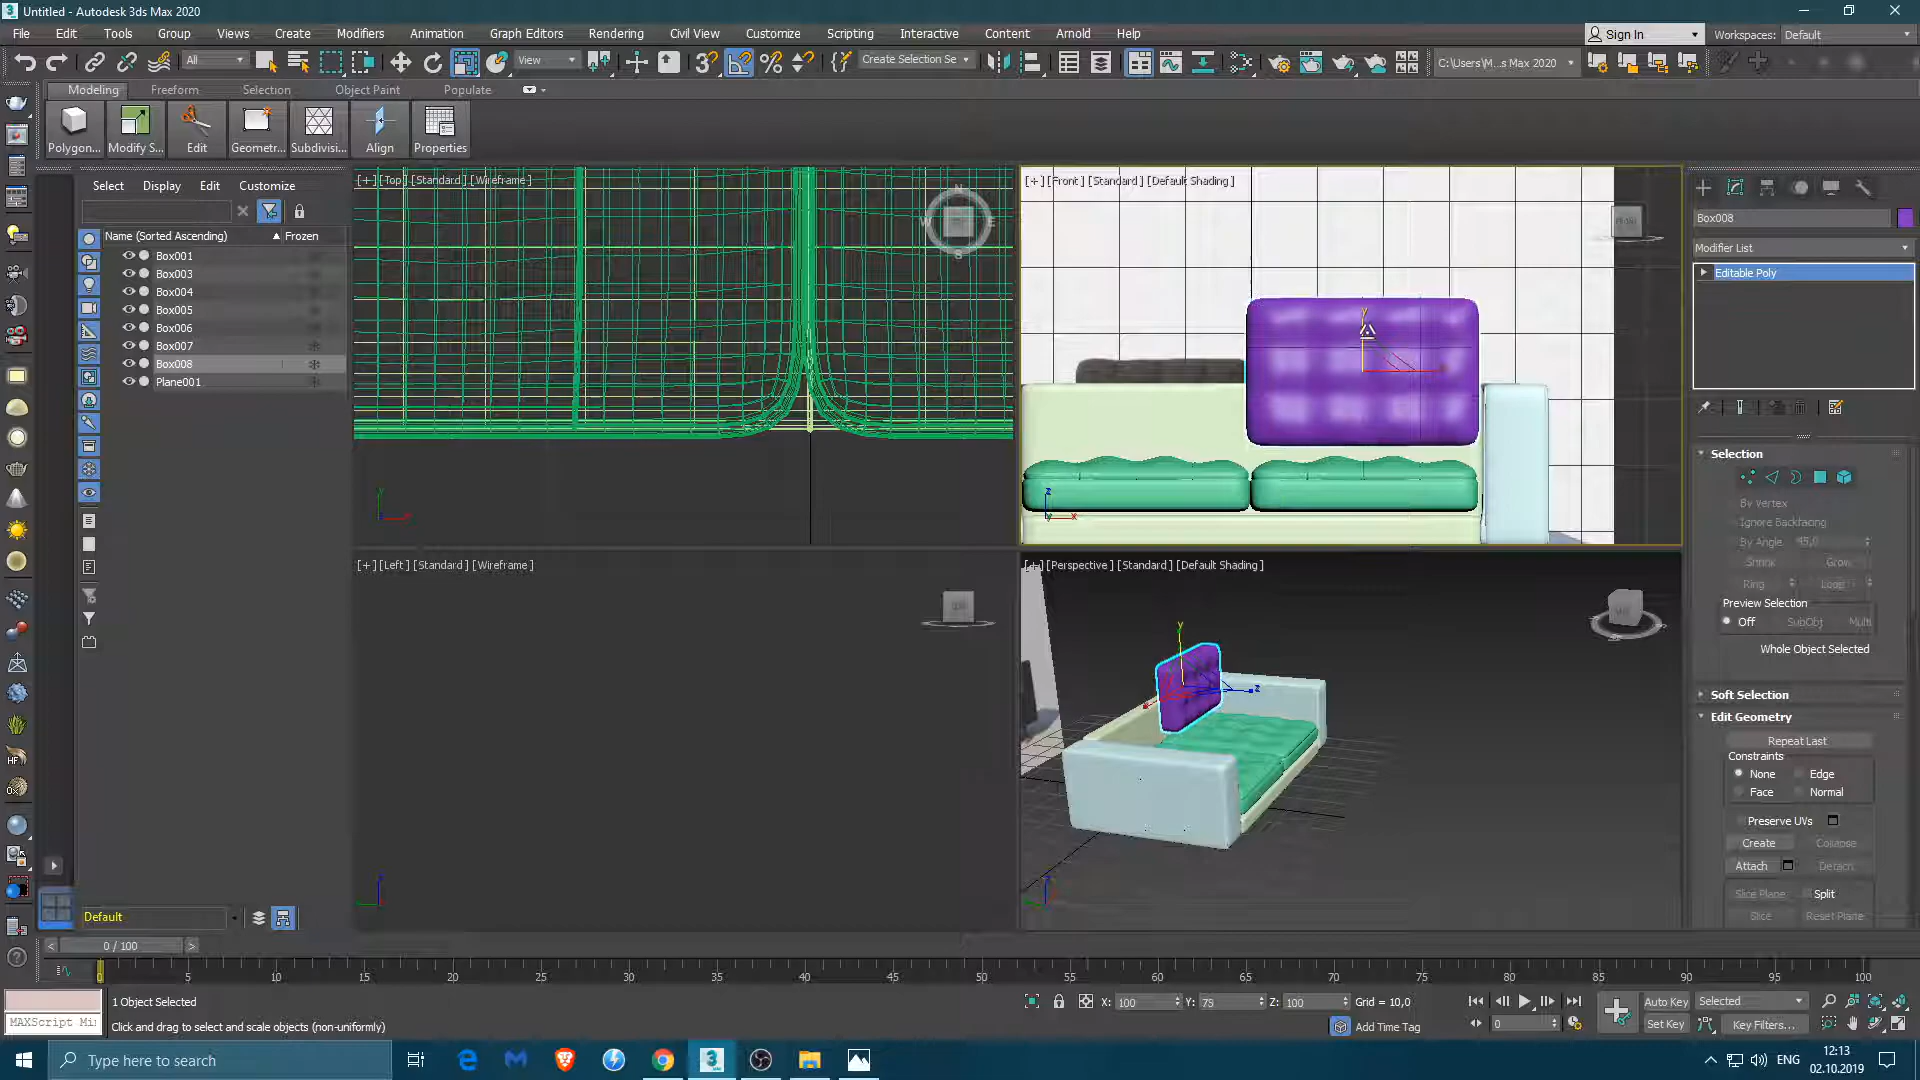 Untitled - Autodesk 3ds Max 2020
File Edit Tools Group Views Create Modifiers Animation Graph Editors Rendering Civil View Customize Scripting Interactive Content Arnold Help
Sign In Workspaces: Default
All View Create Selection Se C:\Users\M...s Max 2020
Modeling Freeform Selection Object Paint Populate
Polygon... Modify S... Edit Geometr... Subdivisi... Align Properties
Select Display Edit Customize
Name (Sorted Ascending) Frozen
Box001
Box003
Box004
Box005
Box006
Box007
Box008
Plane001
[+] [Top] [Standard] [Wireframe]
[+] [Front] [Standard] [Default Shading]
[+] [Left] [Standard] [Wireframe]
[+] [Perspective] [Standard] [Default Shading]
Box008
Modifier List
Editable Poly
Selection
By Vertex
Ignore Backfacing
By Angle 45,0
Shrink Grow
Ring Loop
Preview Selection
Off SubObj Multi
Whole Object Selected
Soft Selection
Edit Geometry
Repeat Last
Constraints
None Edge
Face Normal
Preserve UVs
Create Collapse
Attach Detach
Slice Plane Split
Slice Reset Plane
Default
0 / 100
0 5 10 15 20 25 30 35 40 45 50 55 60 65 70 75 80 85 90 95 100
1 Object Selected
X: 100 Y: 75 Z: 100 Grid = 10,0
Auto Key Selected
MAXScript Mi
Click and drag to select and scale objects (non-uniformly)
Add Time Tag
0
Set Key Key Filters...
Type here to search
ENG
12:13
02.10.2019